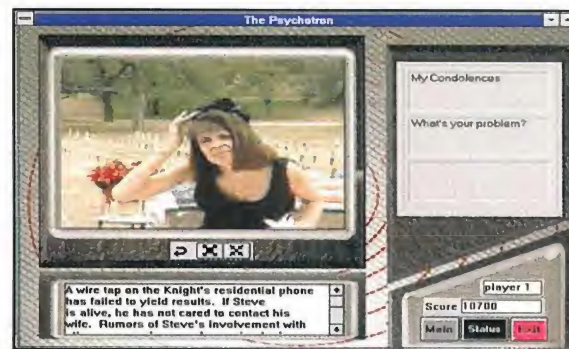 The Psychotron
My Condolences
What's your problem?
A wire tap on the Knight's residential phone
has failed to yield results. If Steve
is alive, he has not cared to contact his
wife. Rumors of Steve's involvement with
player 1
Score 10700
Main Status Exit